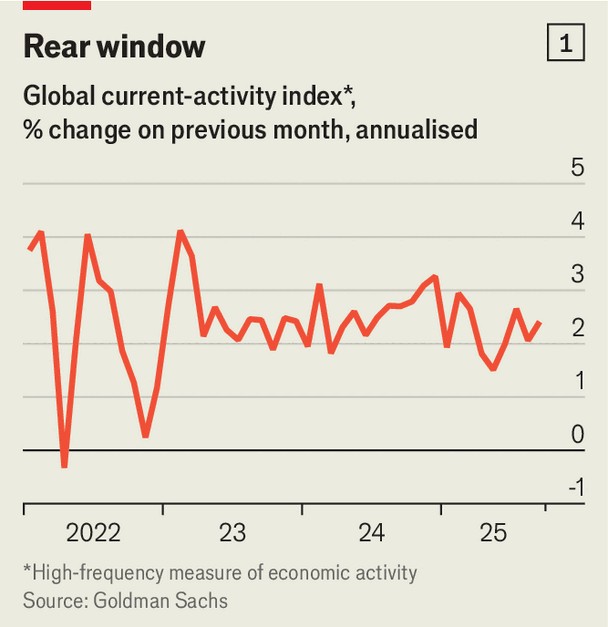 Rear window
1
Global current-activity index*,
% change on previous month, annualised
5
4
3
2
1
0
-1
2022 23 24 25
*High-frequency measure of economic activity
Source: Goldman Sachs